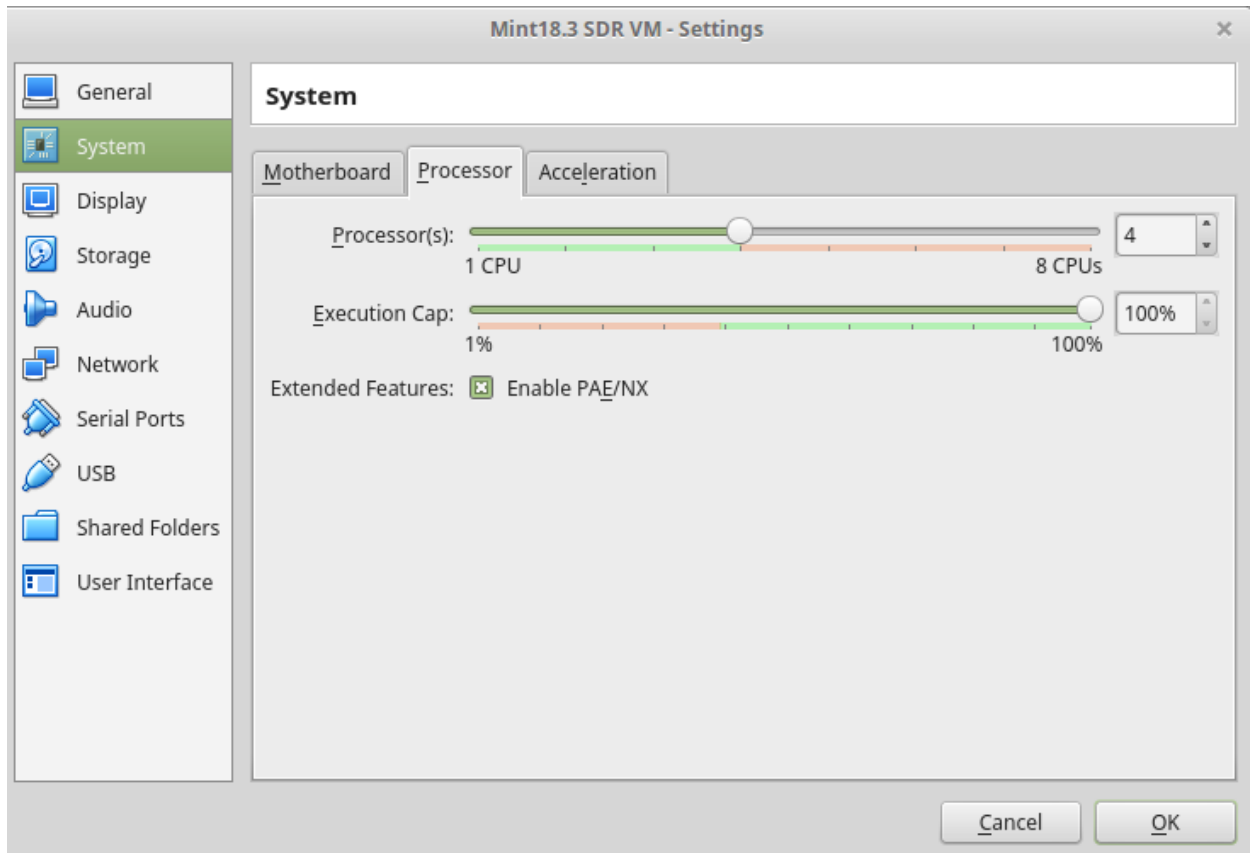 Mint18.3 SDR VM - Settings
General
System
Display
Storage
Audio
Network
Serial Ports
USB
Shared Folders
User Interface
System
Motherboard Processor Acceleration
Processor(s): 4
1 CPU 8 CPUs
Execution Cap: 100%
1% 100%
Extended Features: Enable PAE/NX
Cancel OK